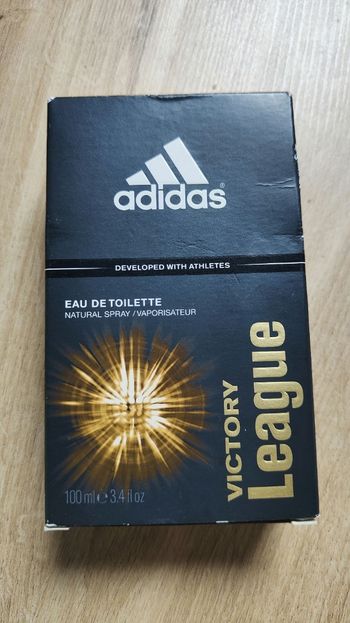 adidas®
DEVELOPED WITH ATHLETES
EAU DE TOILETTE
NATURAL SPRAY / VAPORISATEUR
VICTORY
League
100 ml ℮ 3.4 fl oz